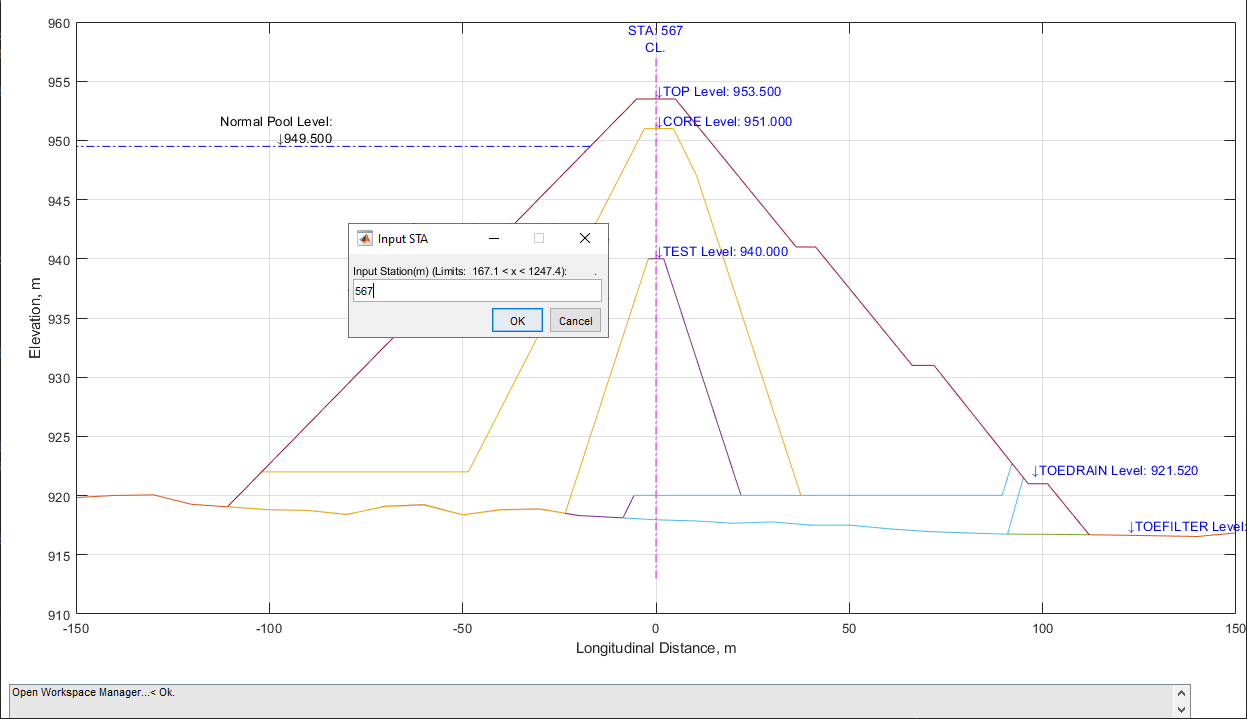 960
STA: 567
CL.
955
↓TOP Level: 953.500
Normal Pool Level:
↓949.500
↓CORE Level: 951.000
950
945
Input STA
Input Station(m) (Limits:  167.1 < x < 1247.4):
.
567
OK
Cancel
↓TEST Level: 940.000
940
935
930
925
↓TOEDRAIN Level: 921.520
920
↓TOEFILTER Level:
915
910
Elevation, m
-150
-100
-50
0
50
100
150
Longitudinal Distance, m
Open Workspace Manager...< Ok.